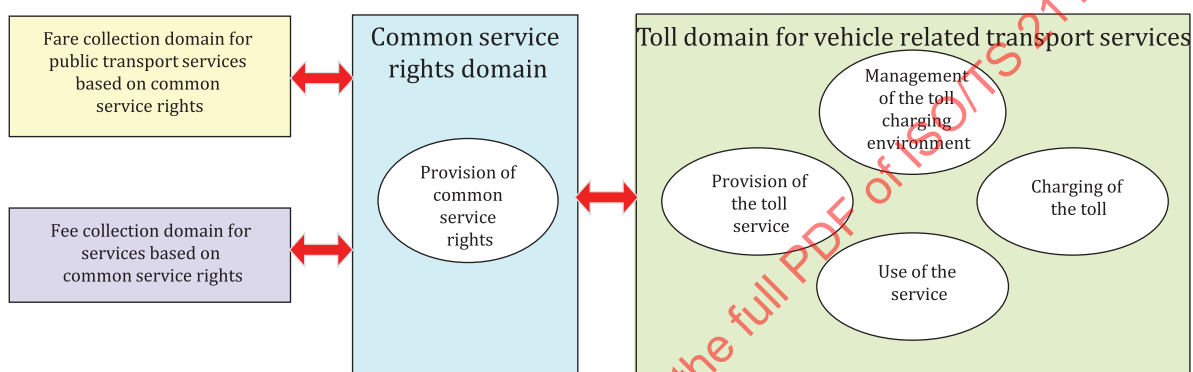 Fare collection domain for
public transport services
based on common
service rights
Fee collection domain for
services based on
common service rights
Common service
rights domain
Provision of
common
service
rights
Toll domain for vehicle related transport services
Management
of the toll
charging
environment
Provision of
the toll
service
Charging of
the toll
Use of the
service
the full PDF of ISO/TS 21